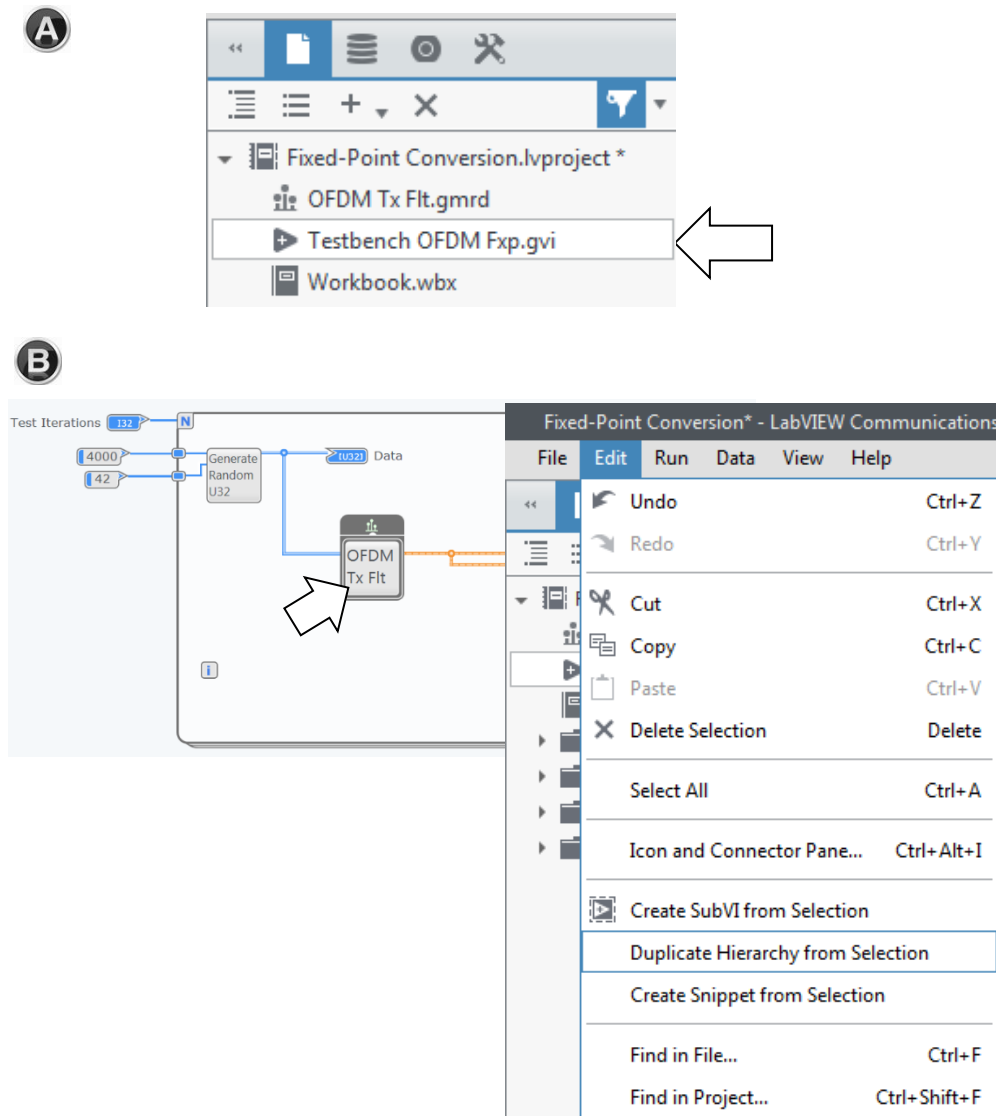 A
Fixed-Point Conversion.lvproject *
OFDM Tx Flt.gmrd
Testbench OFDM Fxp.gvi
Workbook.wbx
B
Test Iterations I32 N
4000
42
Generate
Random
U32
[U32] Data
OFDM
Tx Flt
i
Fixed-Point Conversion* - LabVIEW Communications
File Edit Run Data View Help
Undo Ctrl+Z
Redo Ctrl+Y
Cut Ctrl+X
Copy Ctrl+C
Paste Ctrl+V
Delete Selection Delete
Select All Ctrl+A
Icon and Connector Pane... Ctrl+Alt+I
Create SubVI from Selection
Duplicate Hierarchy from Selection
Create Snippet from Selection
Find in File... Ctrl+F
Find in Project... Ctrl+Shift+F